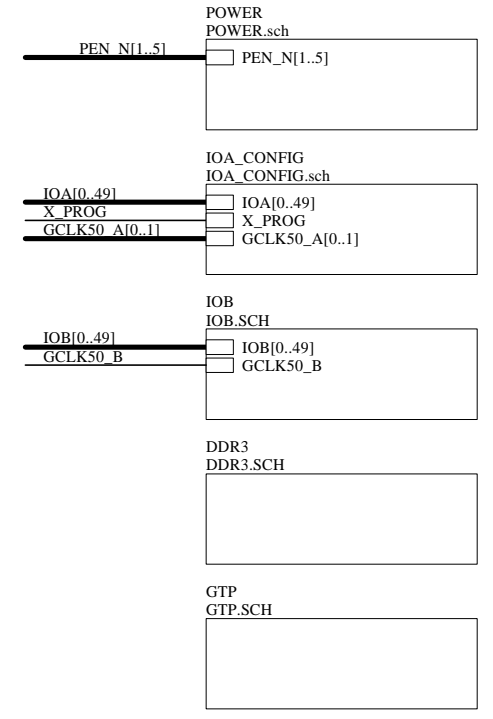 POWER
POWER.sch
PEN_N[1..5]
PEN_N[1..5]
IOA_CONFIG
IOA_CONFIG.sch
IOA[0..49]
IOA[0..49]
X_PROG
X_PROG
GCLK50_A[0..1]
GCLK50_A[0..1]
IOB
IOB.SCH
IOB[0..49]
IOB[0..49]
GCLK50_B
GCLK50_B
DDR3
DDR3.SCH
GTP
GTP.SCH